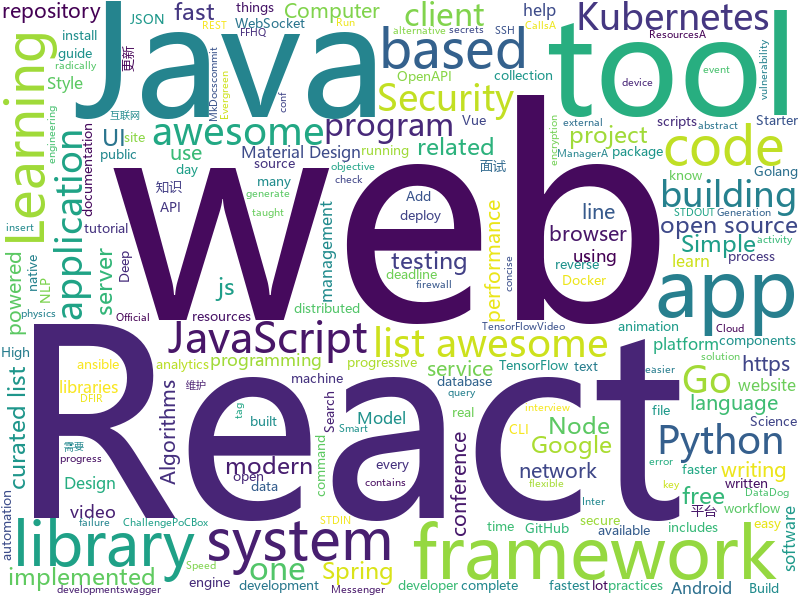 repository
Java
fast
JSON
WebSocket
REST
FFHQ
Computer
client
OpenAPI
help
collection
Kubernetes
alternative
secrets
SSH
Run
CallsA
ResourcesA
install
guide
radically
Style
更新
互联网
MkDocscommit
Evergreen
conf
based
tool
device
event
vulnerability
Learning
engineering
documentation
UI
site
public
awesome
Material Design
source
use
day
program
running
Security
related
Vue
面试
external
scripts
abstract
Starter
project
encryption
ManagerA
package
code
know
Golang
STDOUT
Generation
activity
application
知识
API
many
generate
taught
objective
check
web
Add
deploy
line
browser
using
building
open source
Simple
learn
process
insert
tutorial
native
NLP
physics
powered
server
Deep
Official
js
resources
management
distributed
testing
deadline
firewall
performance
concise
reverse
Docker
app
Cloud
JavaScript
list awesome
TensorFlowVideo
animation
platform
components
solution
easier
High
curated list
ansible
libraries
DFIR
analytics
维护
programming
machine
progressive
service
TensorFlow
text
database
query
Go
https
website
language
React
Algorithms
built
tag
Search
Smart
Model
every
command
open
data
modern
real
CLI
Node
Google
network
file
interview
Python
Science
需要
progress
Design
video
contains
STDIN
conference
flexible
key
error
faster
free
writing
written
DataDog
workflow
平台
automation
library
failure
ChallengePoCBox
system
one
framework
time
GitHub
secure
available
includes
easy
software
implemented
Spring
engine
development
Speed
Messenger
developer
complete
fastest
Inter
lot
practices
Android
Build
developmentswagger